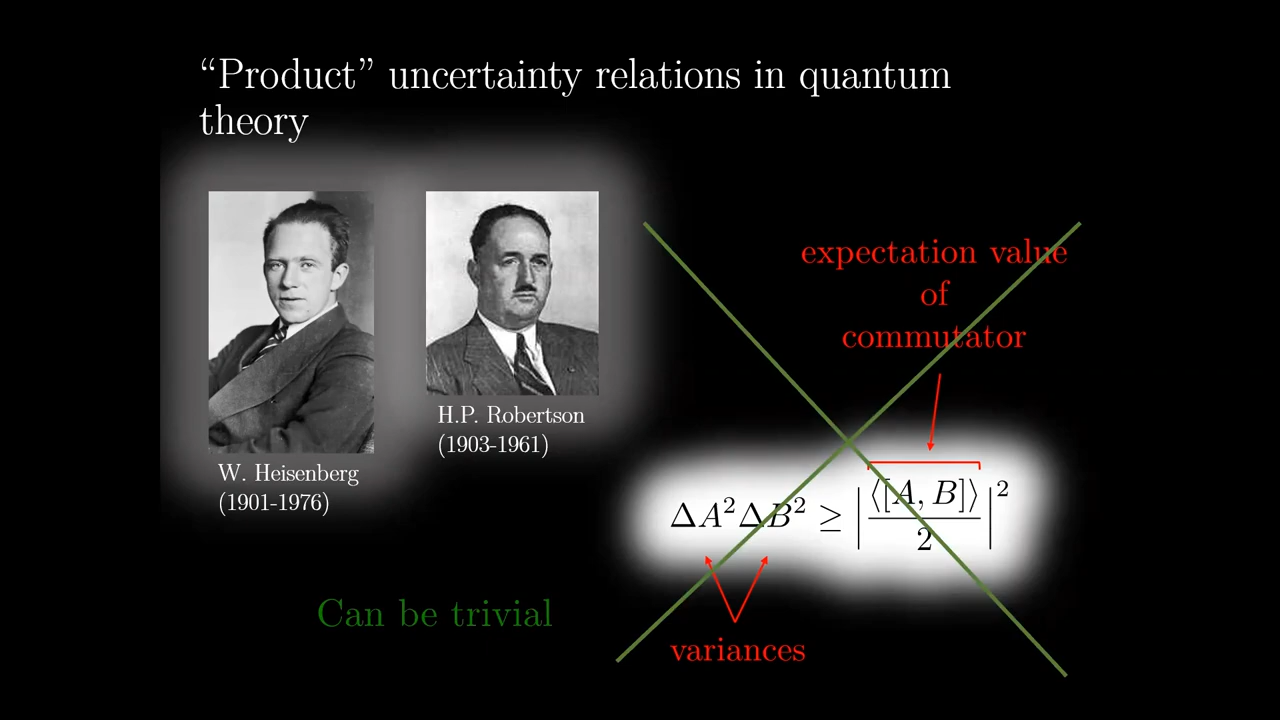 “Product” uncertainty relations in quantum
theory
W. Heisenberg
(1901-1976)
H.P. Robertson
(1903-1961)
expectation value
of
commutator
ΔA²ΔB² ≥ |⟨[A, B]⟩/2|²
variances
Can be trivial